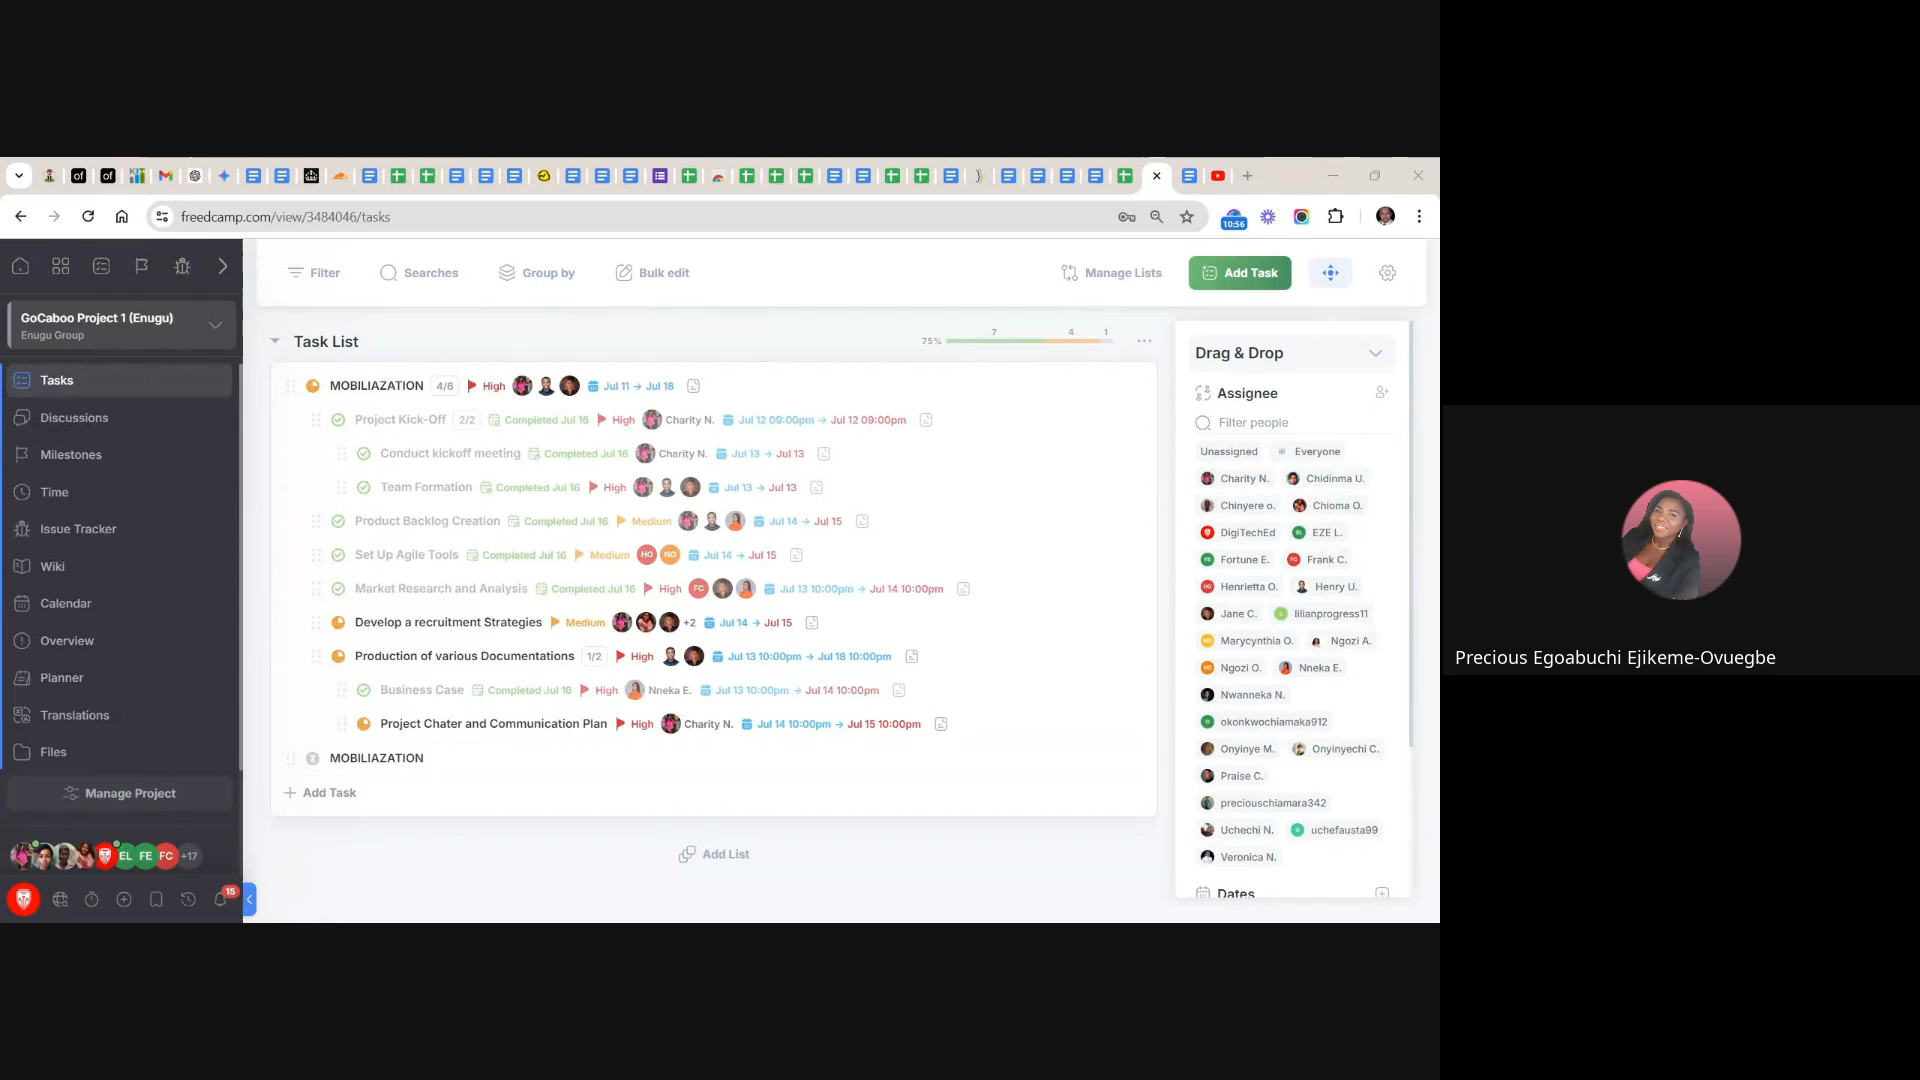 freedcamp.com/view/3484046/tasks
10:56
GoCaboo Project 1 (Enugu)
Enugu Group
Tasks
Discussions
Milestones
Time
Issue Tracker
Wiki
Calendar
Overview
Planner
Translations
Files
Manage Project
EL FE FC +17
15
Filter Searches Group by Bulk edit Manage Lists Add Task
Task List 75% 7 4 1
MOBILIAZATION 4/6 High Jul 11 → Jul 18
Project Kick-Off 2/2 Completed Jul 16 High Charity N. Jul 12 09:00pm → Jul 12 09:00pm
Conduct kickoff meeting Completed Jul 16 Charity N. Jul 13 → Jul 13
Team Formation Completed Jul 16 High Jul 13 → Jul 13
Product Backlog Creation Completed Jul 16 Medium Jul 14 → Jul 15
Set Up Agile Tools Completed Jul 16 Medium HO NO Jul 14 → Jul 15
Market Research and Analysis Completed Jul 16 High FC Jul 13 10:00pm → Jul 14 10:00pm
Develop a recruitment Strategies Medium +2 Jul 14 → Jul 15
Production of various Documentations 1/2 High Jul 13 10:00pm → Jul 18 10:00pm
Business Case Completed Jul 16 High Nneka E. Jul 13 10:00pm → Jul 14 10:00pm
Project Chater and Communication Plan High Charity N. Jul 14 10:00pm → Jul 15 10:00pm
MOBILIAZATION
+ Add Task
Add List
Drag & Drop
Assignee
Filter people
Unassigned Everyone
Charity N. Chidinma U.
Chinyere o. Chioma O.
DigiTechEd EZE L.
Fortune E. Frank C.
Henrietta O. Henry U.
Jane C. lilianprogress11
Marycynthia O. Ngozi A.
Ngozi O. Nneka E.
Nwanneka N.
okonkwochiamaka912
Onyinye M. Onyinyechi C.
Praise C.
preciouschiamara342
Uchechi N. uchefausta99
Veronica N.
Dates
Precious Egoabuchi Ejikeme-Ovuegbe